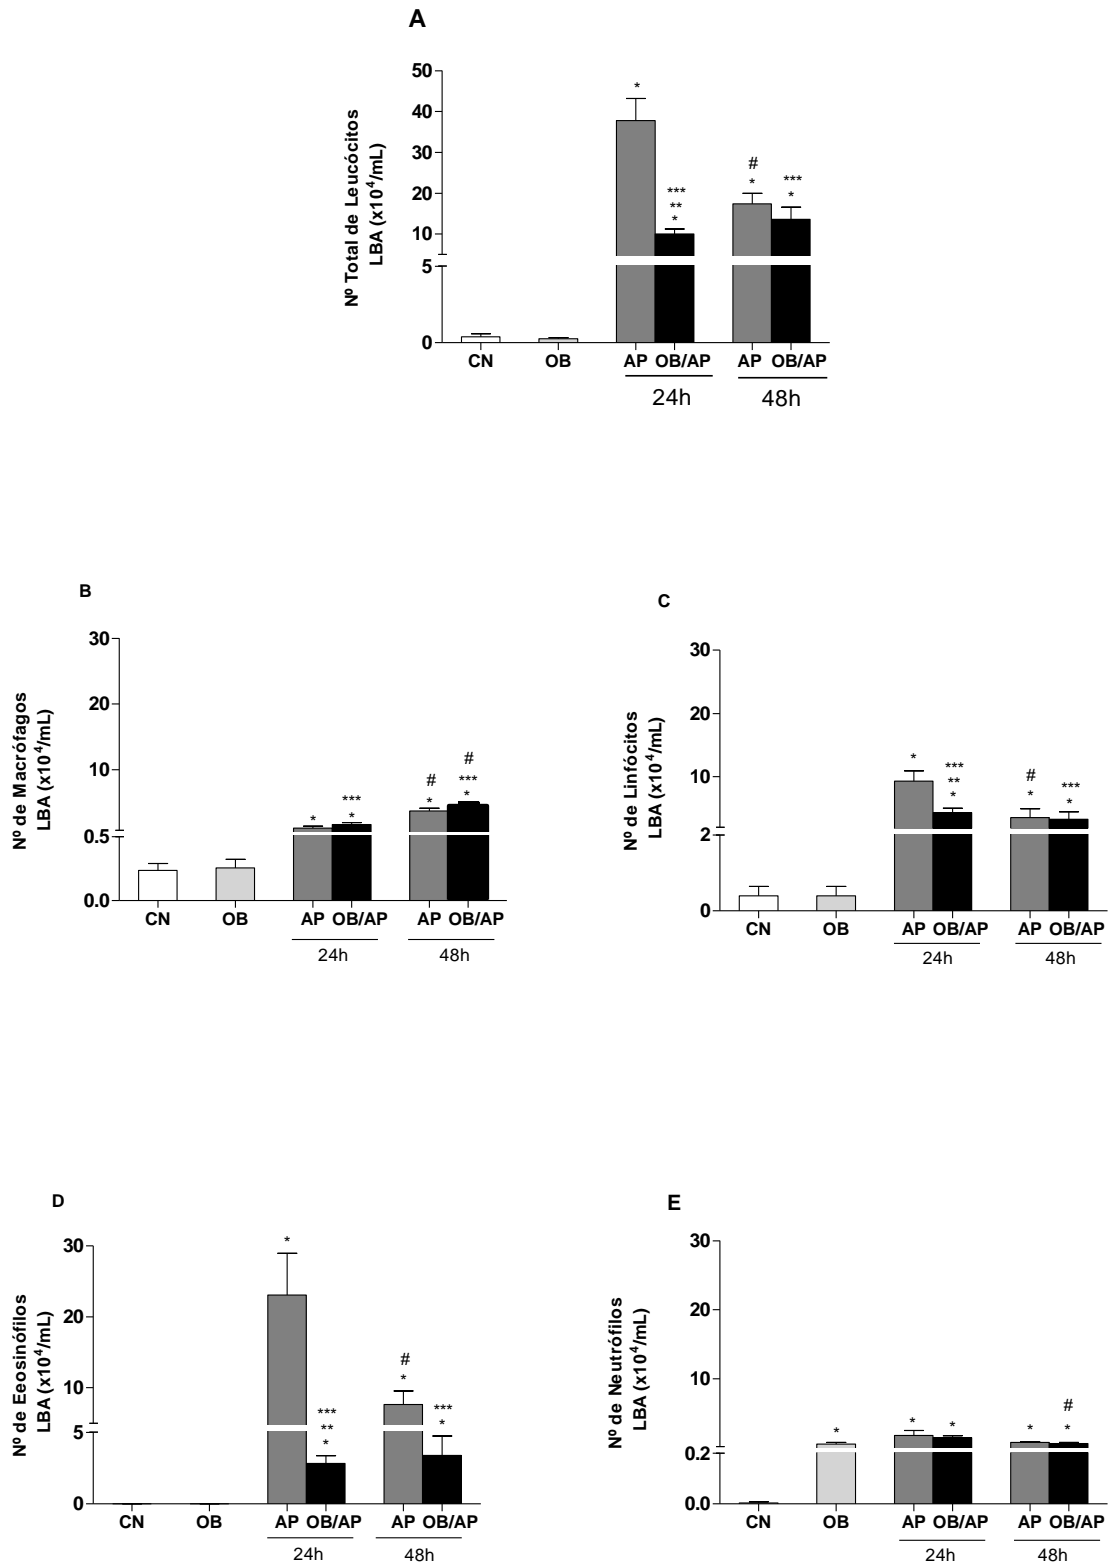 A
Nº Total de Leucócitos
LBA (x10⁴/mL)
50
40
30
20
10
5
0
*
***
**
*
#
*
***
*
CN OB AP OB/AP AP OB/AP
24h 48h
B
Nº de Macrófagos
LBA (x10⁴/mL)
30
20
10
0.5
0.0
*
***
*
#
*
#
***
*
CN OB AP OB/AP AP OB/AP
24h 48h
C
Nº de Linfócitos
LBA (x10⁴/mL)
30
20
10
2
0
*
***
**
*
#
*
***
*
CN OB AP OB/AP AP OB/AP
24h 48h
D
Nº de Eeosinófilos
LBA (x10⁴/mL)
30
20
10
5
0
*
***
**
*
#
*
***
*
CN OB AP OB/AP AP OB/AP
24h 48h
E
Nº de Neutrófilos
LBA (x10⁴/mL)
30
20
10
0.2
0.0
*
*
*
*
#
*
CN OB AP OB/AP AP OB/AP
24h 48h